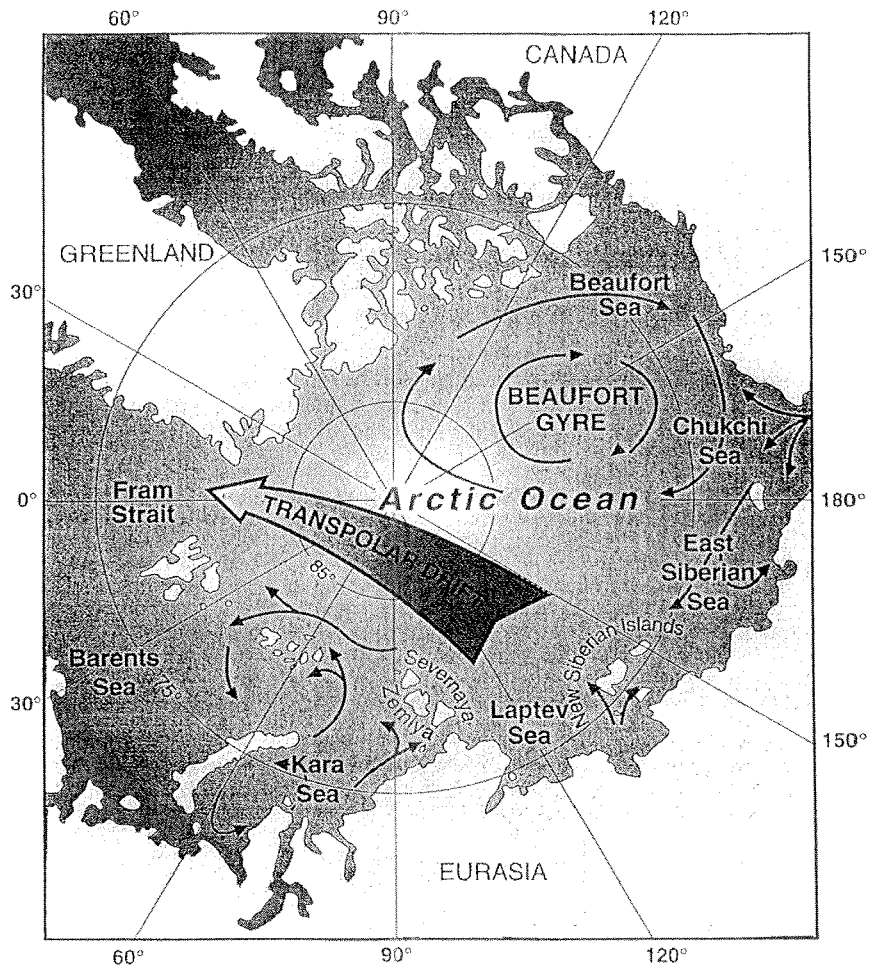 60° 90° 120°
CANADA
GREENLAND
150°
30°
Beaufort
Sea
BEAUFORT
GYRE
Chukchi
Sea
Fram
Strait
0°
Arctic Ocean
180°
TRANSPOLAR DRIFT
85°
East
Siberian
Sea
New Siberian Islands
Barents
Sea
75°
Severnaya
Zemlya
Laptev
Sea
30°
Kara
Sea
150°
EURASIA
60° 90° 120°